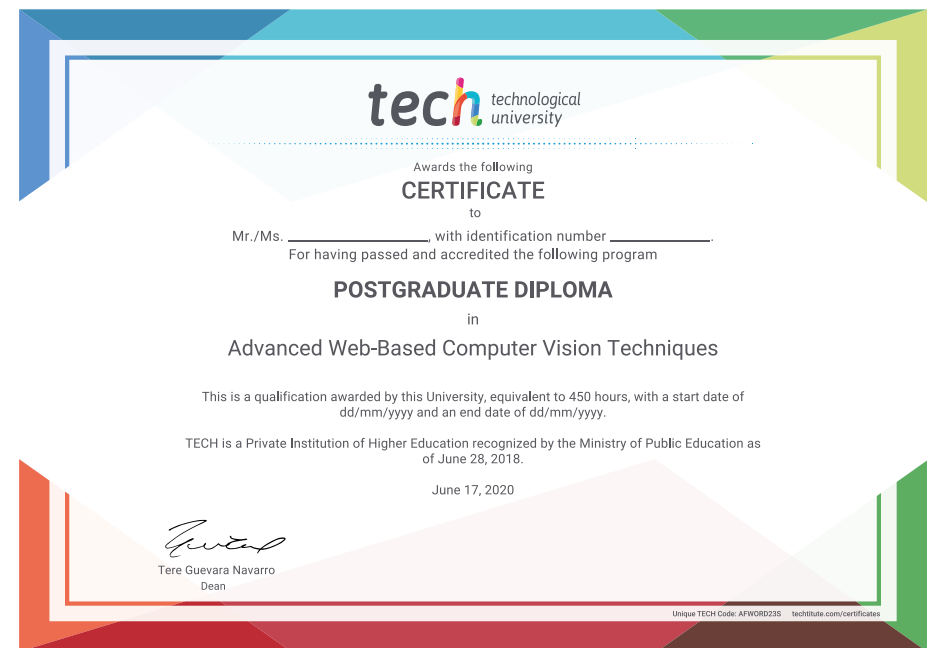 tech technological
university
Awards the following
CERTIFICATE
to
Mr./Ms. ____________, with identification number ____________.
For having passed and accredited the following program
POSTGRADUATE DIPLOMA
in
Advanced Web-Based Computer Vision Techniques
This is a qualification awarded by this University, equivalent to 450 hours, with a start date of
dd/mm/yyyy and an end date of dd/mm/yyyy.
TECH is a Private Institution of Higher Education recognized by the Ministry of Public Education as
of June 28, 2018.
June 17, 2020
Tere Guevara Navarro
Dean
Unique TECH Code: AFWORD23S techtitute.com/certificates